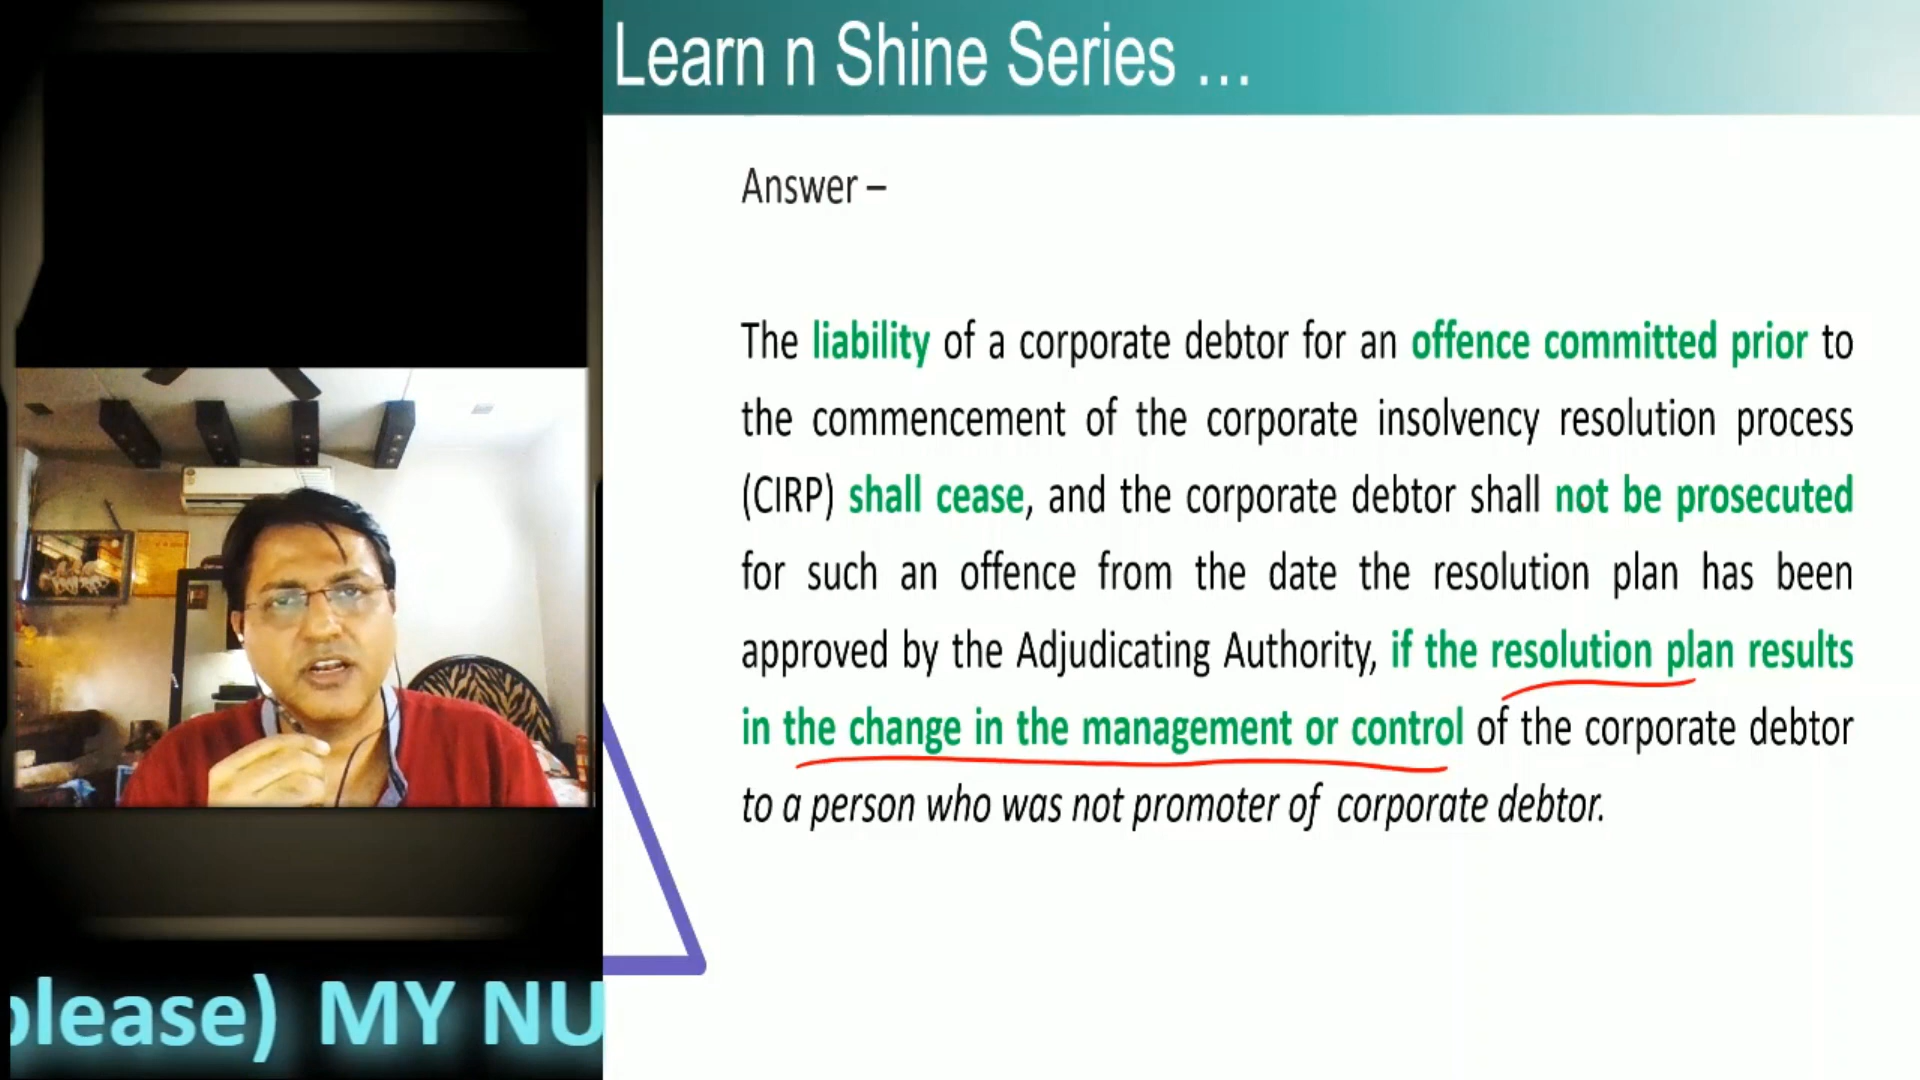 Learn n Shine Series ...
Answer –
The liability of a corporate debtor for an offence committed prior to
the commencement of the corporate insolvency resolution process
(CIRP) shall cease, and the corporate debtor shall not be prosecuted
for such an offence from the date the resolution plan has been
approved by the Adjudicating Authority, if the resolution plan results
in the change in the management or control of the corporate debtor
to a person who was not promoter of corporate debtor.
please) MY NU